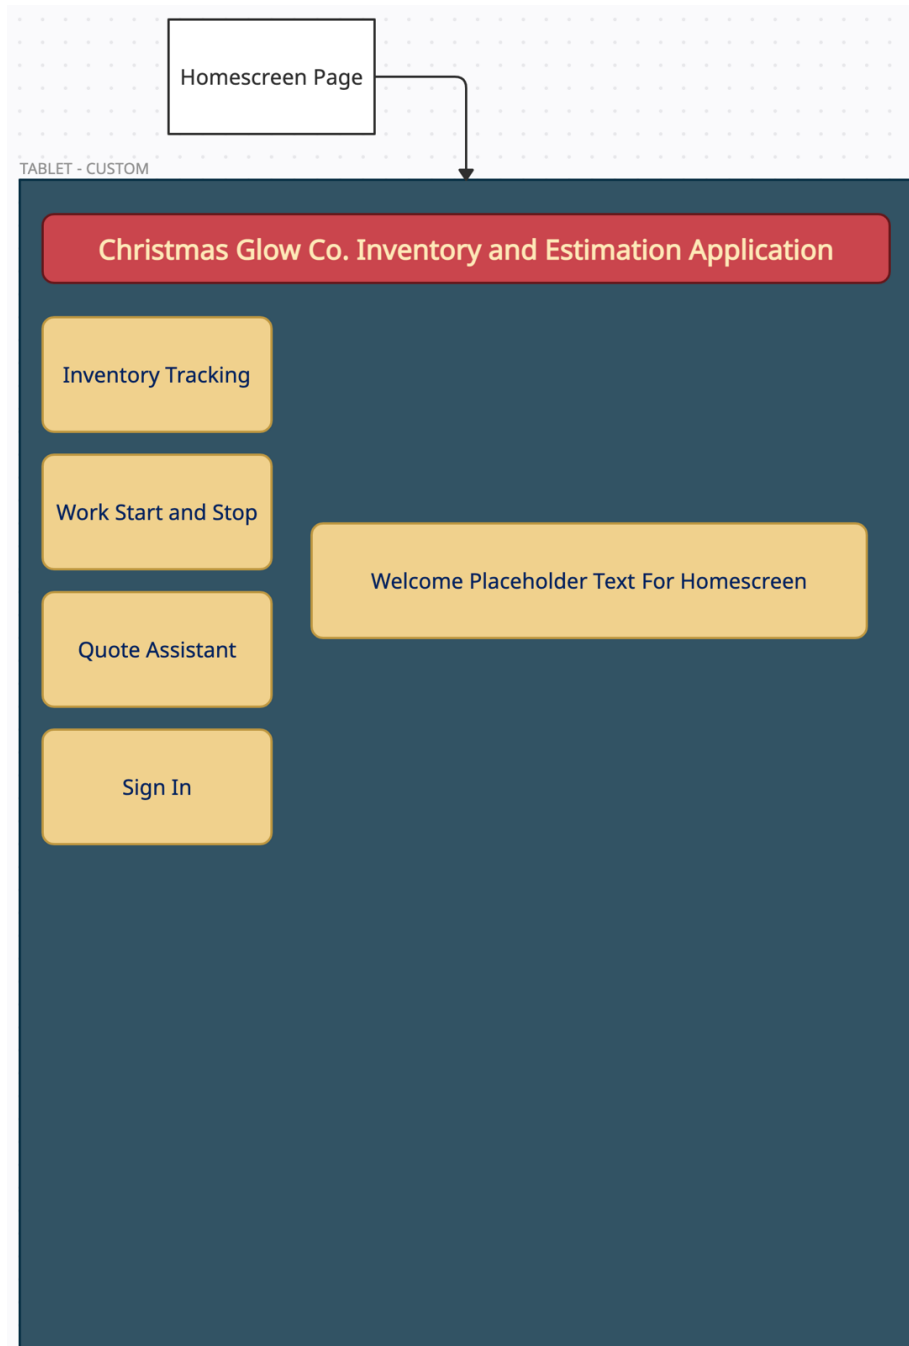 Homescreen Page
TABLET - CUSTOM
Christmas Glow Co. Inventory and Estimation Application
Inventory Tracking
Work Start and Stop
Welcome Placeholder Text For Homescreen
Quote Assistant
Sign In